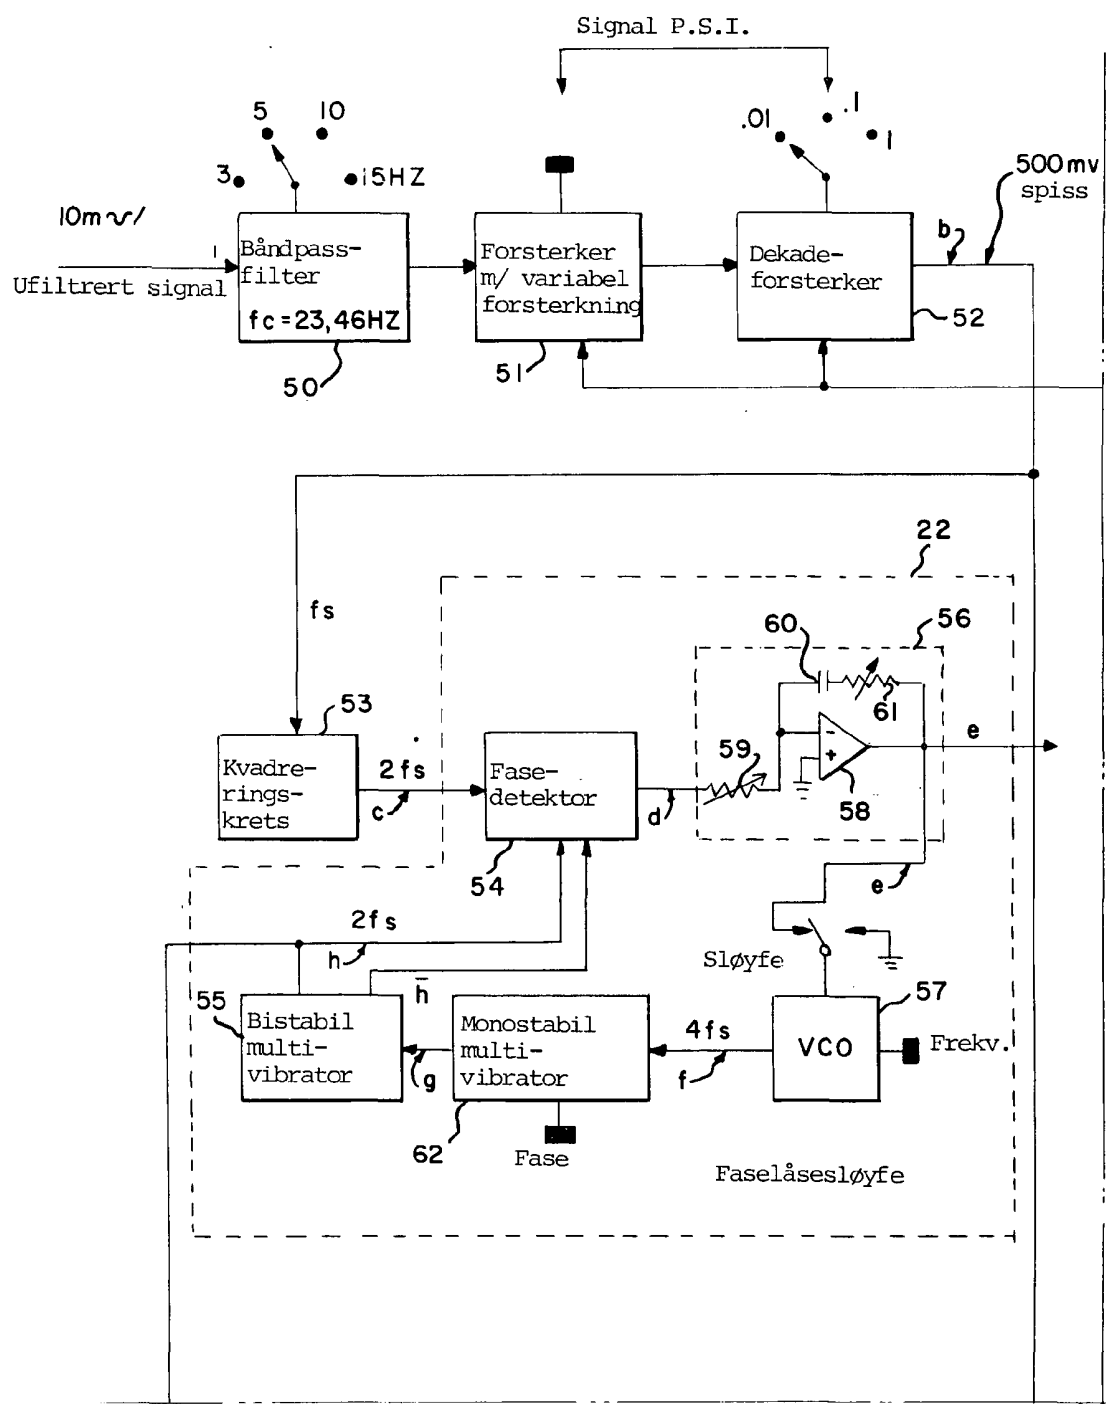 Signal P.S.I.
5
10
3
15HZ
.01
.1
1
500mv
spiss
10m~/
b
Båndpass-
filter
fc=23,46HZ
Forsterker
m/ variabel
forsterkning
Dekade-
forsterker
Ufiltrert signal
50
51
52
22
fs
60
56
61
53
59
-
+
e
Kvadre-
rings-
krets
2fs
c
Fase-
detektor
d
58
54
e
2fs
h
h̄
Sløyfe
55
57
Bistabil
multi-
vibrator
g
Monostabil
multi-
vibrator
4fs
f
VCO
Frekv.
62
Fase
Faselåsesløyfe